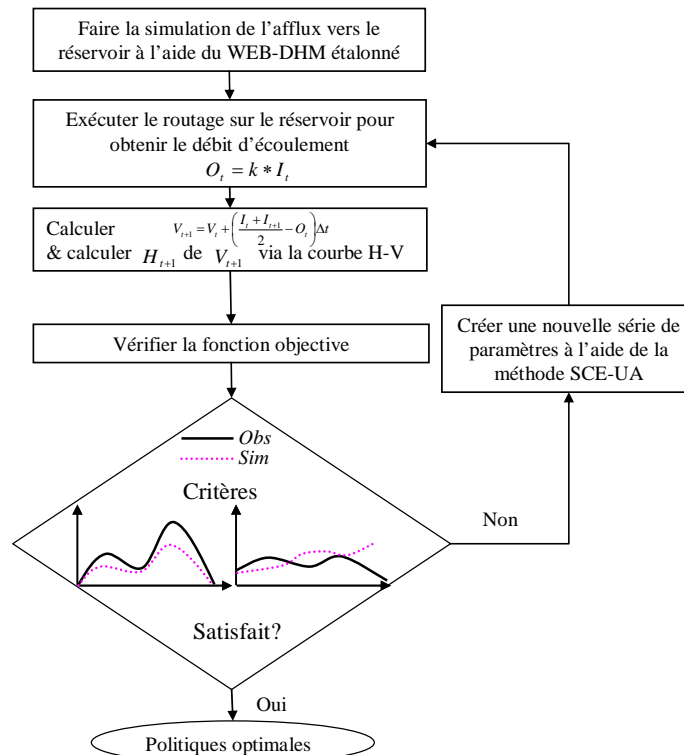 Faire la simulation de l'afflux vers le
réservoir à l'aide du WEB-DHM étalonné
Exécuter le routage sur le réservoir pour
obtenir le débit d'écoulement
O_t = k * I_t
Calculer V_{t+1} = V_t + ( (I_t + I_{t+1}) / 2 − O_t ) Δt
& calculer H_{t+1} de V_{t+1} via la courbe H-V
Vérifier la fonction objective
Créer une nouvelle série de
paramètres à l'aide de la
méthode SCE-UA
Obs
Sim
Critères
Non
Satisfait?
Oui
Politiques optimales